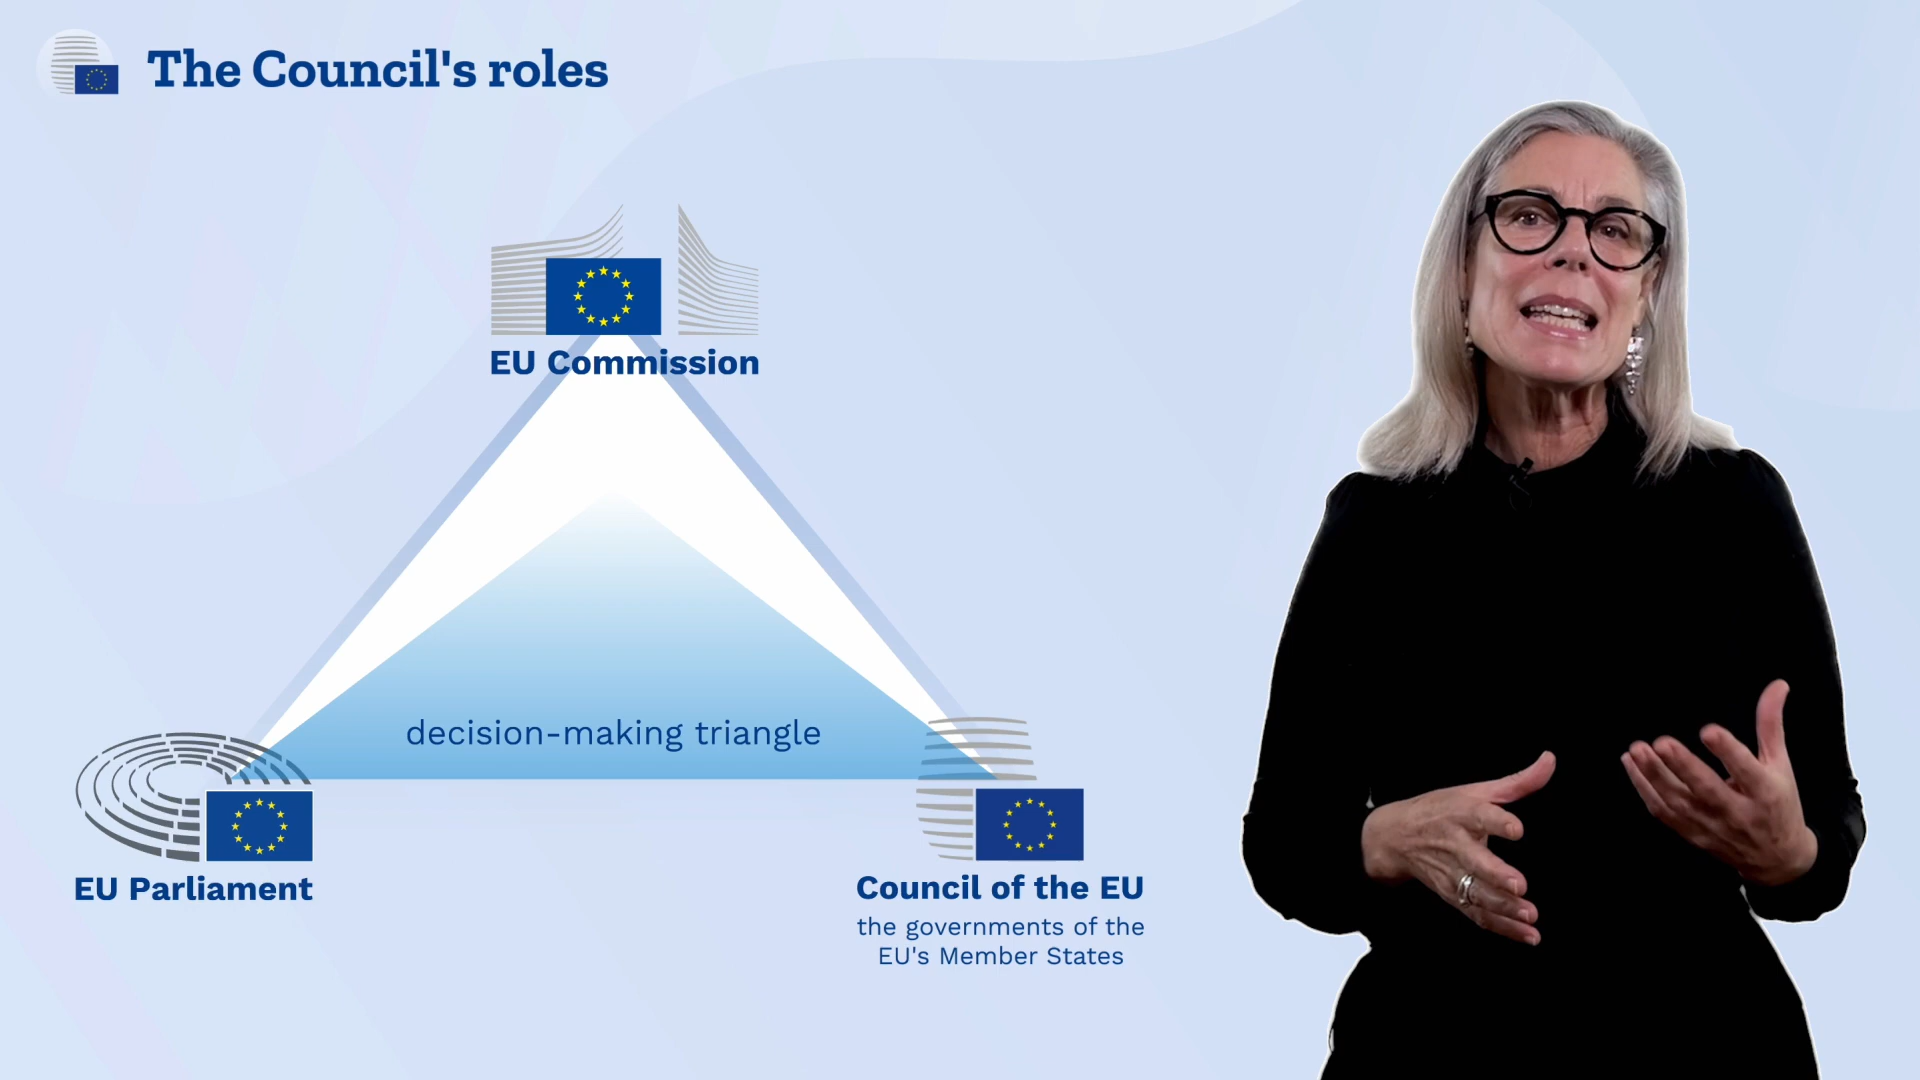 The Council's roles
EU Commission
decision-making triangle
EU Parliament
Council of the EU
the governments of the
EU's Member States